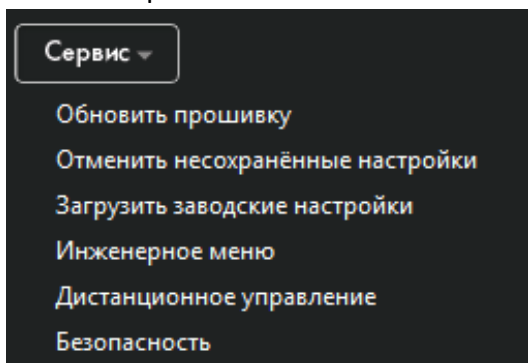 Сервис
Обновить прошивку
Отменить несохранённые настройки
Загрузить заводские настройки
Инженерное меню
Дистанционное управление
Безопасность